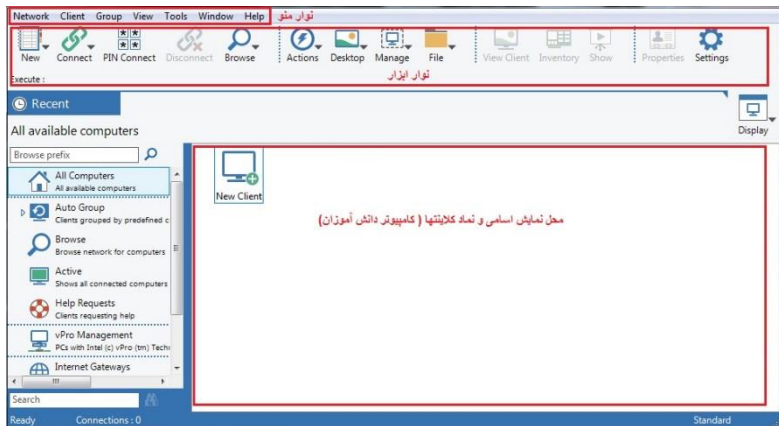 Network Client Group View Tools Window Help نوار منو
New Connect PIN Connect Disconnect Browse Actions Desktop Manage File View Client Inventory Show Properties Settings
نوار ابزار
Execute :
Recent
Display
All available computers
Browse prefix
All Computers
All available computers
New Client
Auto Group
Clients grouped by predefined c
محل نمایش اسامی و نماد کلاینتها ( کامپیوتر دانش آموزان)
Browse
Browse network for computers
Active
Shows all connected computers
Help Requests
Clients requesting help
vPro Management
PCs with Intel (c) vPro (tm) Techn
Internet Gateways
Search
Ready Connections : 0 Standard